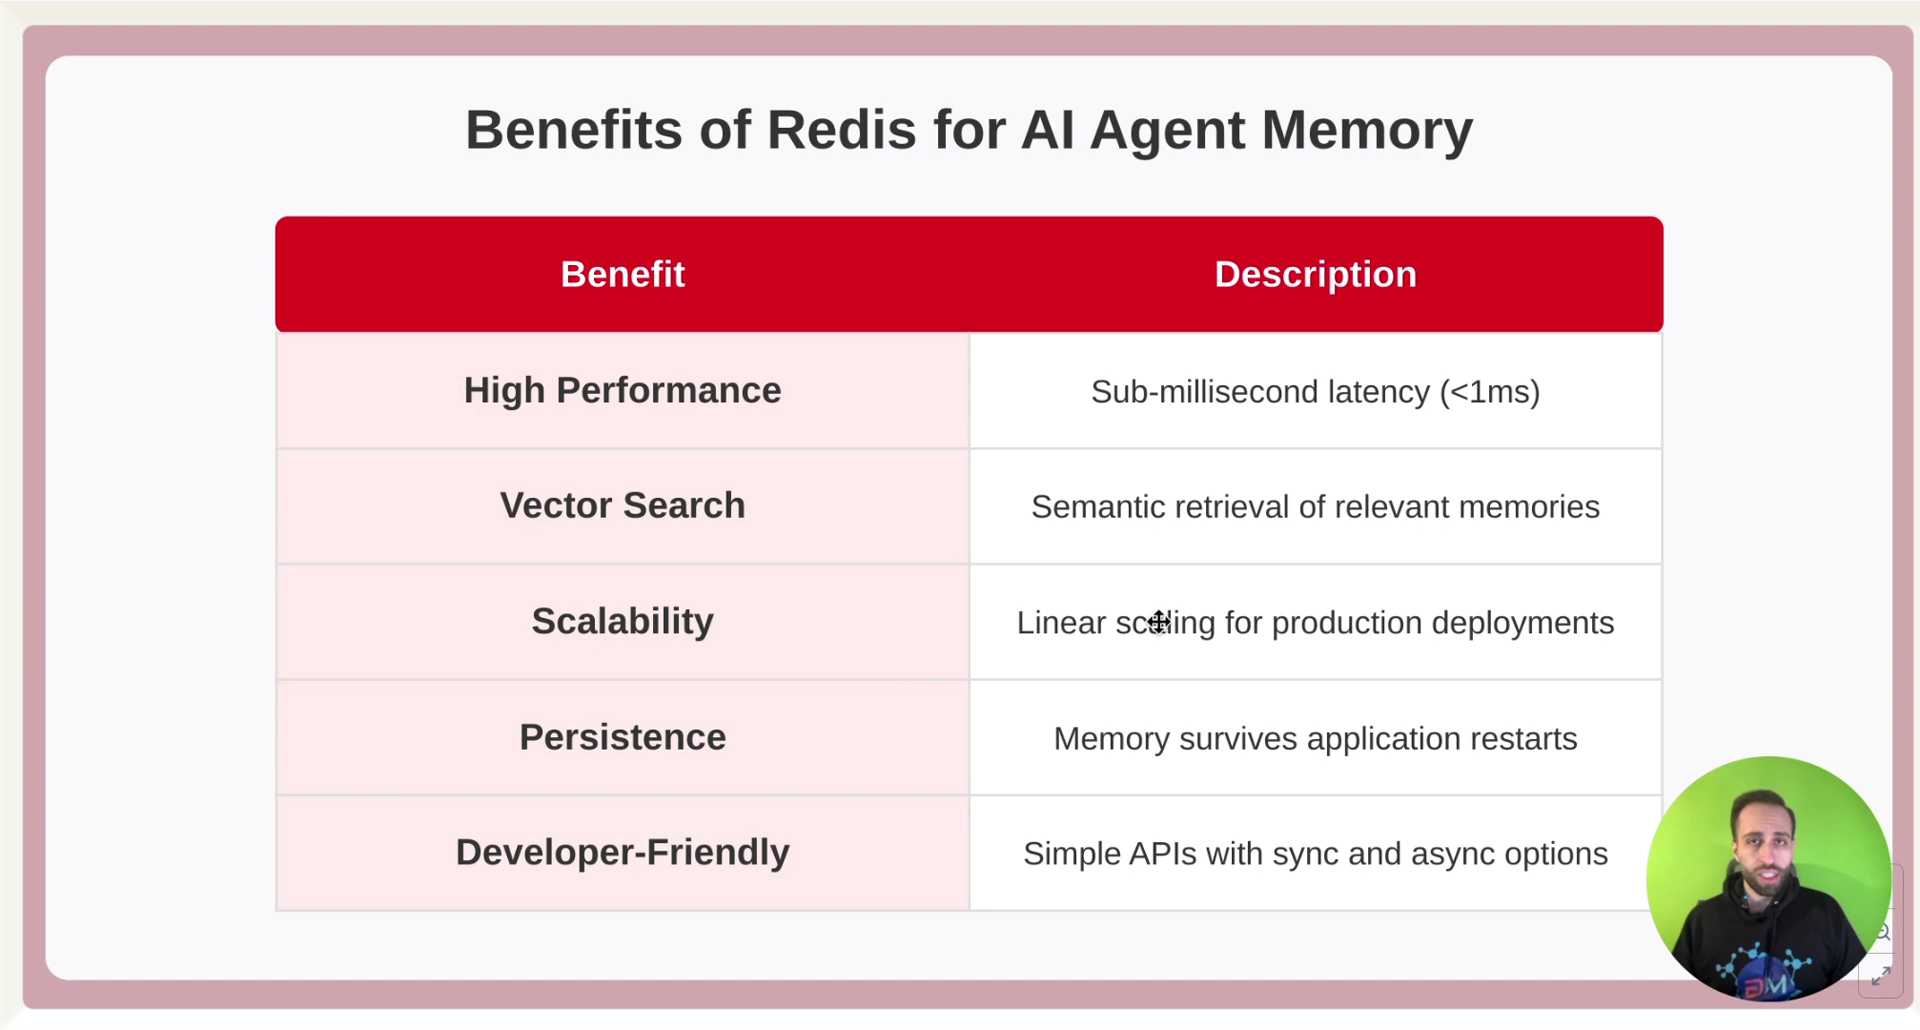 Benefits of Redis for AI Agent Memory
Benefit Description
High Performance Sub-millisecond latency (<1ms)
Vector Search Semantic retrieval of relevant memories
Scalability Linear scaling for production deployments
Persistence Memory survives application restarts
Developer-Friendly Simple APIs with sync and async options